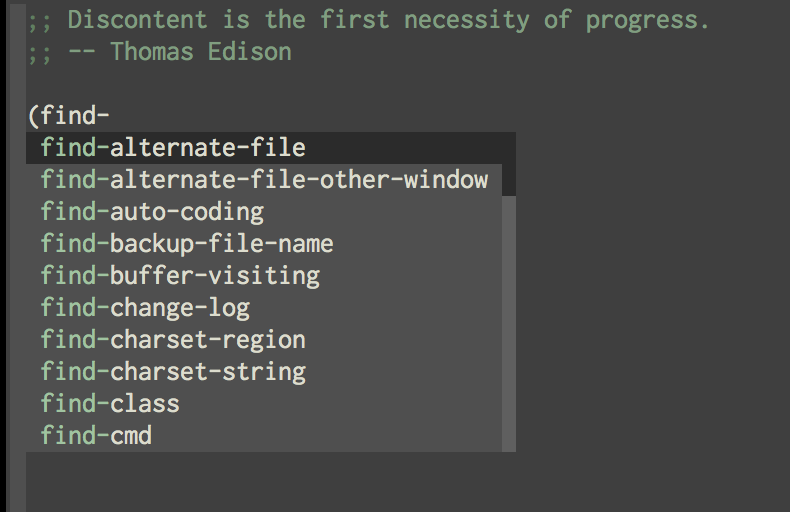 ;; Discontent is the first necessity of progress.
;; -- Thomas Edison
(find-
find-alternate-file
find-alternate-file-other-window
find-auto-coding
find-backup-file-name
find-buffer-visiting
find-change-log
find-charset-region
find-charset-string
find-class
find-cmd